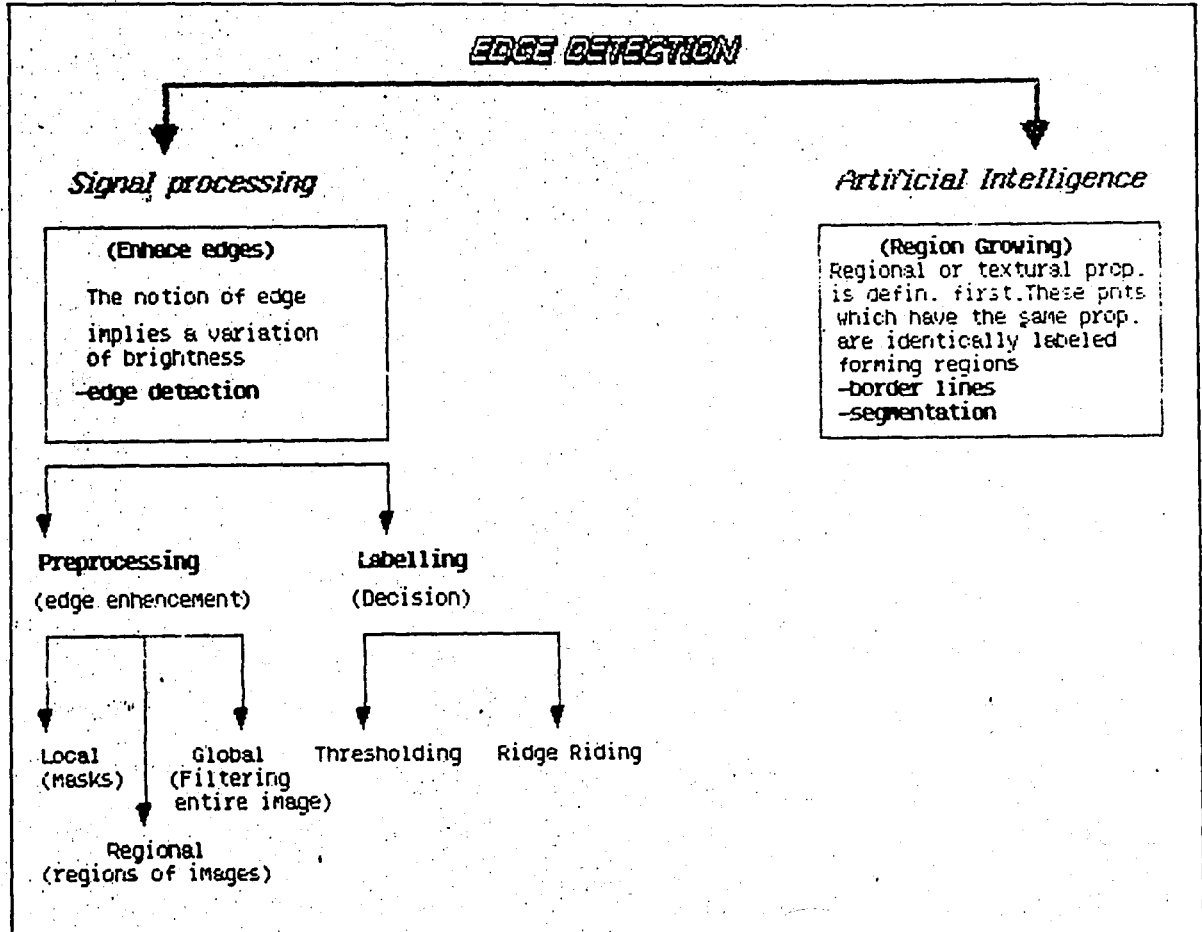 EDGE DETECTION
Signal processing
(Enhace edges)
The notion of edge
implies a variation
of brightness
-edge detection
Artificial Intelligence
(Region Growing)
Regional or textural prop.
is defin. first.These pnts
which have the same prop.
are identically labeled
forming regions
-border lines
-segmentation
Preprocessing
(edge enhencement)
Labelling
(Decision)
Local
(masks)
Global
(Filtering
entire image)
Regional
(regions of images)
Thresholding
Ridge Riding